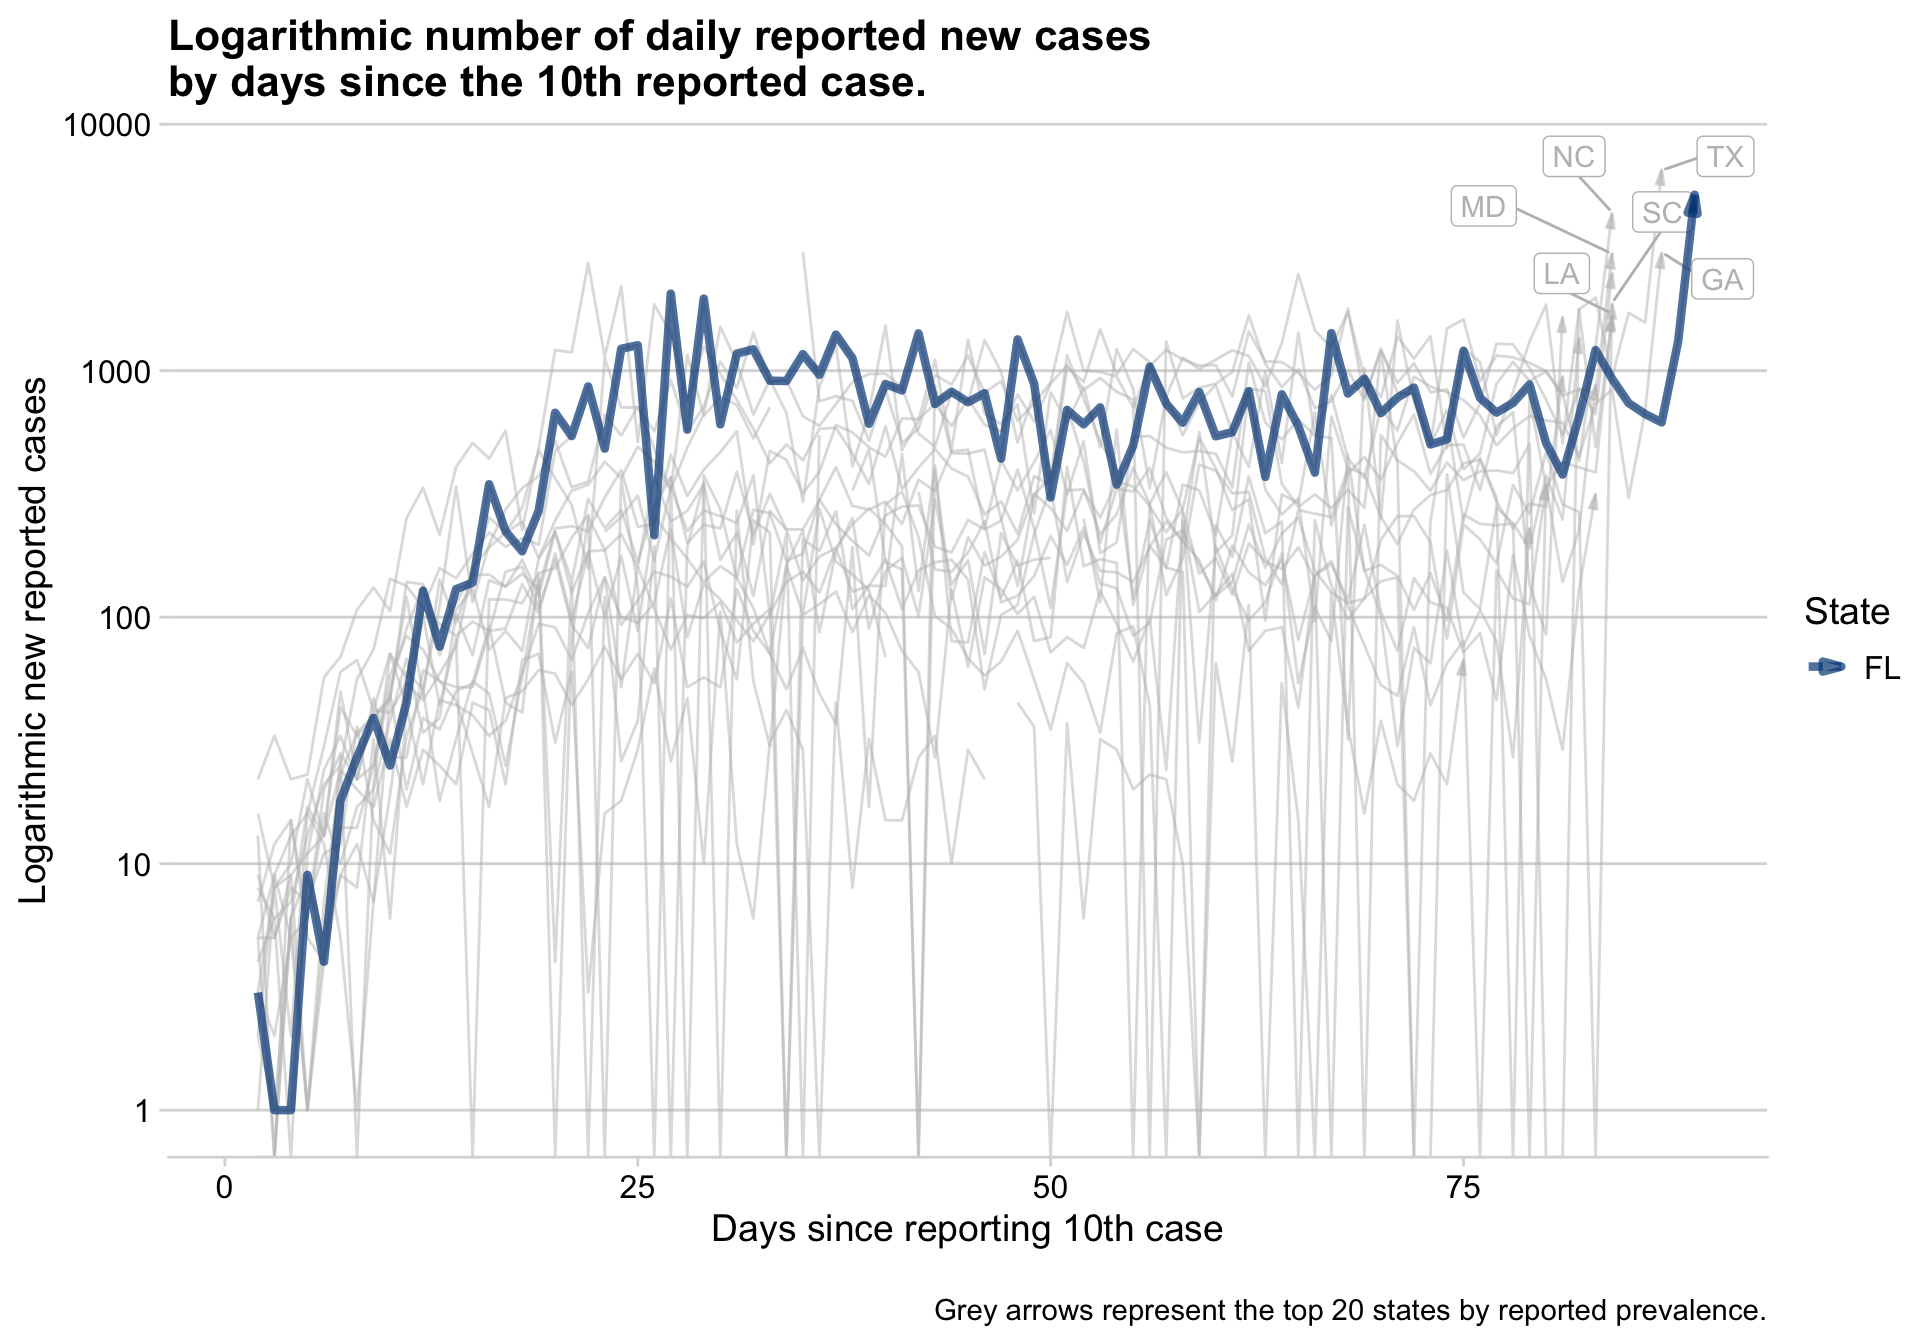 Logarithmic number of daily reported new cases
by days since the 10th reported case.
Logarithmic new reported cases
10000
1000
100
10
1
NC
TX
MD
SC
LA
GA
State
FL
0
25
50
75
Days since reporting 10th case
Grey arrows represent the top 20 states by reported prevalence.